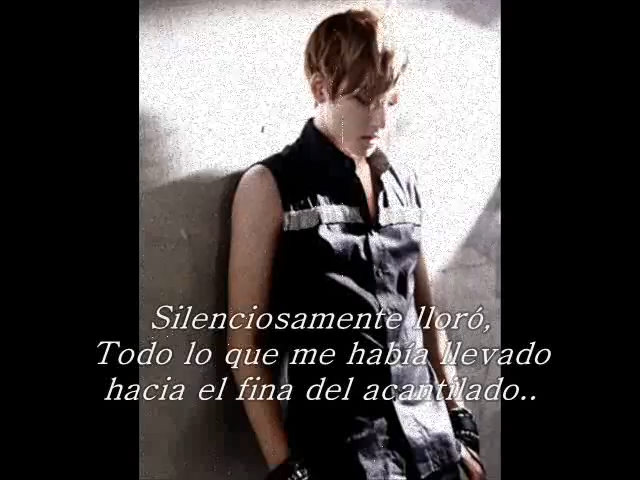 Silenciosamente lloró,
Todo lo que me había llevado
hacia el fina del acantilado..